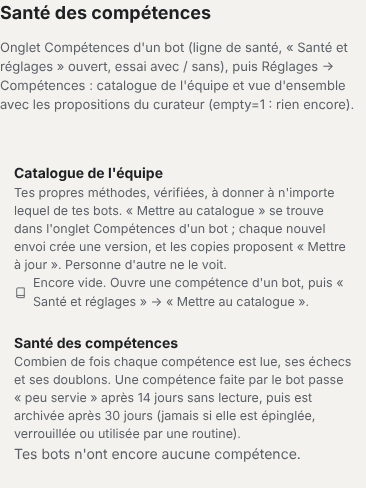 Santé des compétences
Onglet Compétences d'un bot (ligne de santé, « Santé et
réglages » ouvert, essai avec / sans), puis Réglages →
Compétences : catalogue de l'équipe et vue d'ensemble
avec les propositions du curateur (empty=1 : rien encore).
Catalogue de l'équipe
Tes propres méthodes, vérifiées, à donner à n'importe
lequel de tes bots. « Mettre au catalogue » se trouve
dans l'onglet Compétences d'un bot ; chaque nouvel
envoi crée une version, et les copies proposent « Mettre
à jour ». Personne d'autre ne le voit.
Encore vide. Ouvre une compétence d'un bot, puis «
Santé et réglages » → « Mettre au catalogue ».
Santé des compétences
Combien de fois chaque compétence est lue, ses échecs
et ses doublons. Une compétence faite par le bot passe
« peu servie » après 14 jours sans lecture, puis est
archivée après 30 jours (jamais si elle est épinglée,
verrouillée ou utilisée par une routine).
Tes bots n'ont encore aucune compétence.